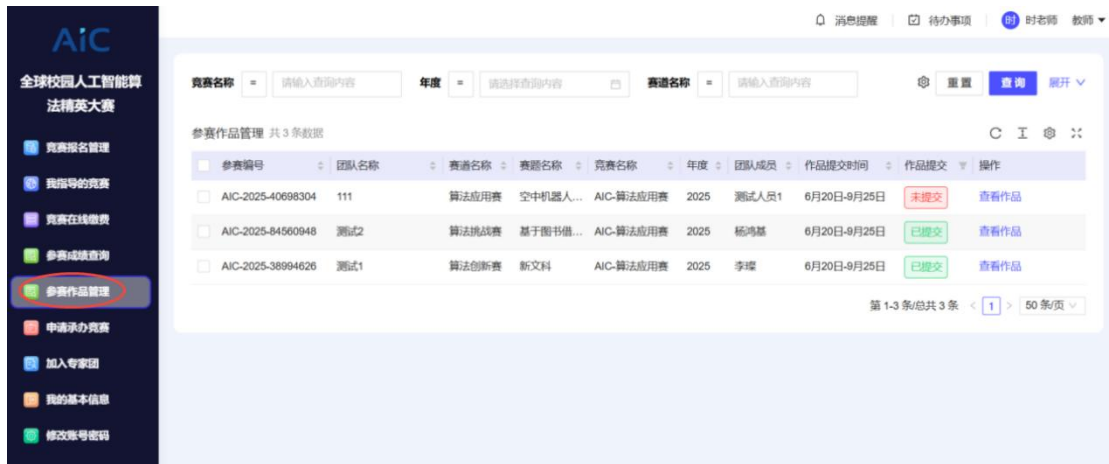 消息提醒 待办事项 时 时老师 教师
AiC
全球校园人工智能算
法精英大赛
竞赛报名管理
我指导的竞赛
竞赛在线缴费
参赛成绩查询
参赛作品管理
申请承办竞赛
加入专家团
我的基本信息
修改账号密码
竞赛名称 = 请输入查询内容 年度 = 请选择查询内容 赛道名称 = 请输入查询内容 重置 查询 展开
参赛作品管理 共 3 条数据
参赛编号 团队名称 赛道名称 赛题名称 竞赛名称 年度 团队成员 作品提交时间 作品提交 操作
AIC-2025-40698304 111 算法应用赛 空中机器人... AIC-算法应用赛 2025 测试人员1 6月20日-9月25日 未提交 查看作品
AIC-2025-84560948 测试2 算法挑战赛 基于图书借... AIC-算法应用赛 2025 杨鸿基 6月20日-9月25日 已提交 查看作品
AIC-2025-38994626 测试1 算法创新赛 新文科 AIC-算法应用赛 2025 李璨 6月20日-9月25日 已提交 查看作品
第 1-3 条/总共 3 条 < 1 > 50 条/页